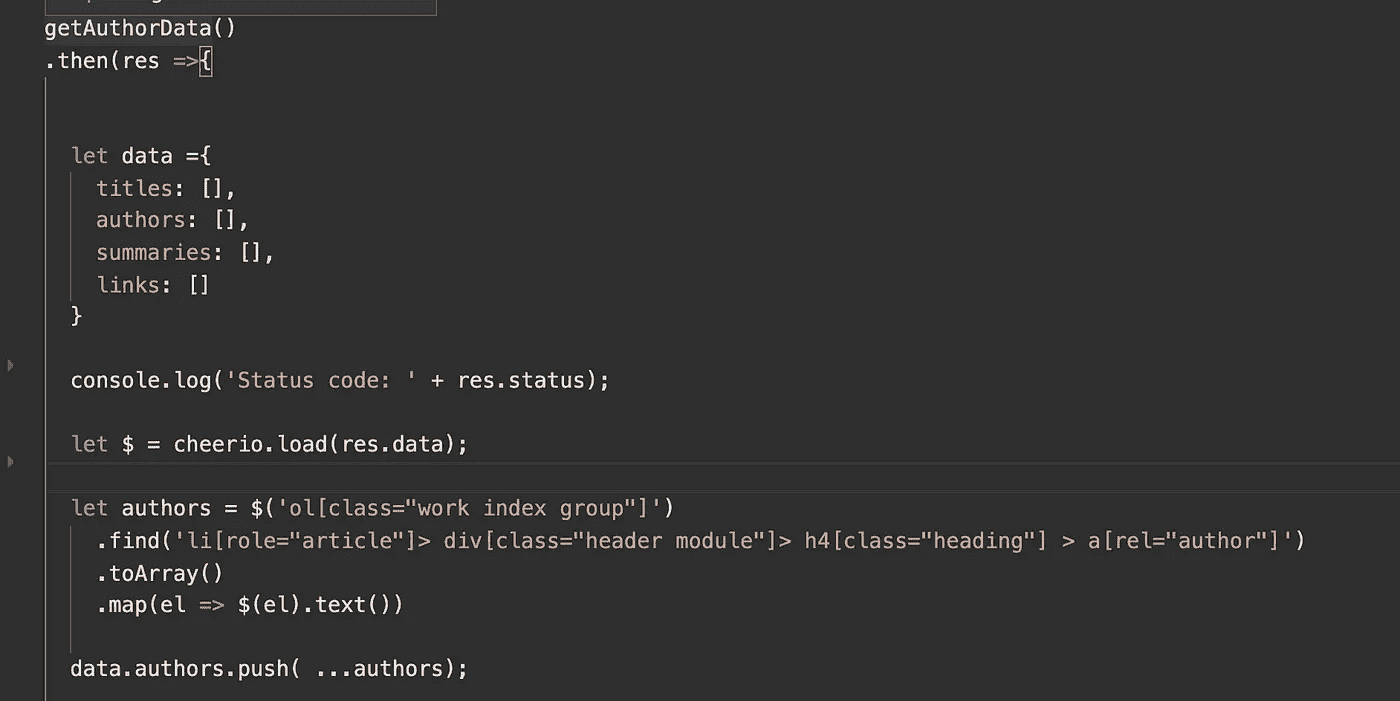 getAuthorData()
.then(res =>{
let data ={
titles: [],
authors: [],
summaries: [],
links: []
}
console.log('Status code: ' + res.status);
let $ = cheerio.load(res.data);
let authors = $('ol[class="work index group"]')
.find('li[role="article"]> div[class="header module"]> h4[class="heading"] > a[rel="author"]')
.toArray()
.map(el => $(el).text())
data.authors.push( ...authors);